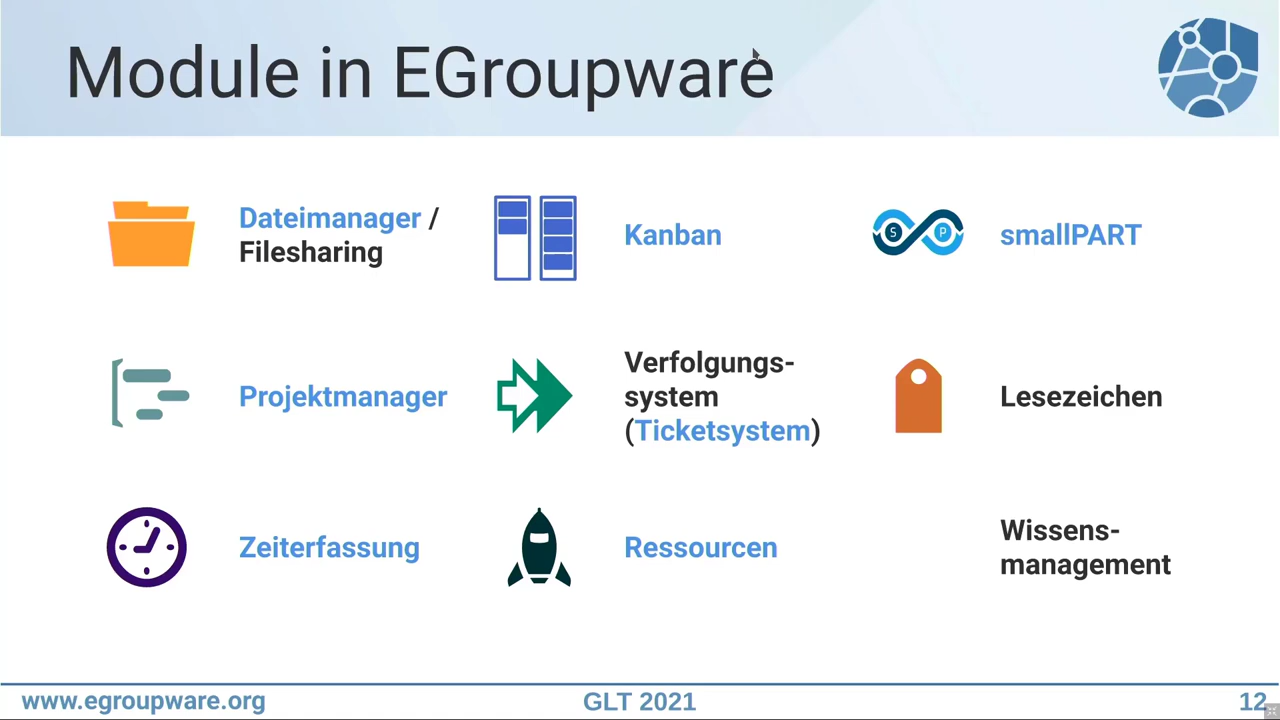 Module in EGroupware
Dateimanager /
Filesharing
Kanban
S P
smallPART
Projektmanager
Verfolgungs-
system
(Ticketsystem)
Lesezeichen
Zeiterfassung
Ressourcen
Wissens-
management
www.egroupware.org
GLT 2021
12